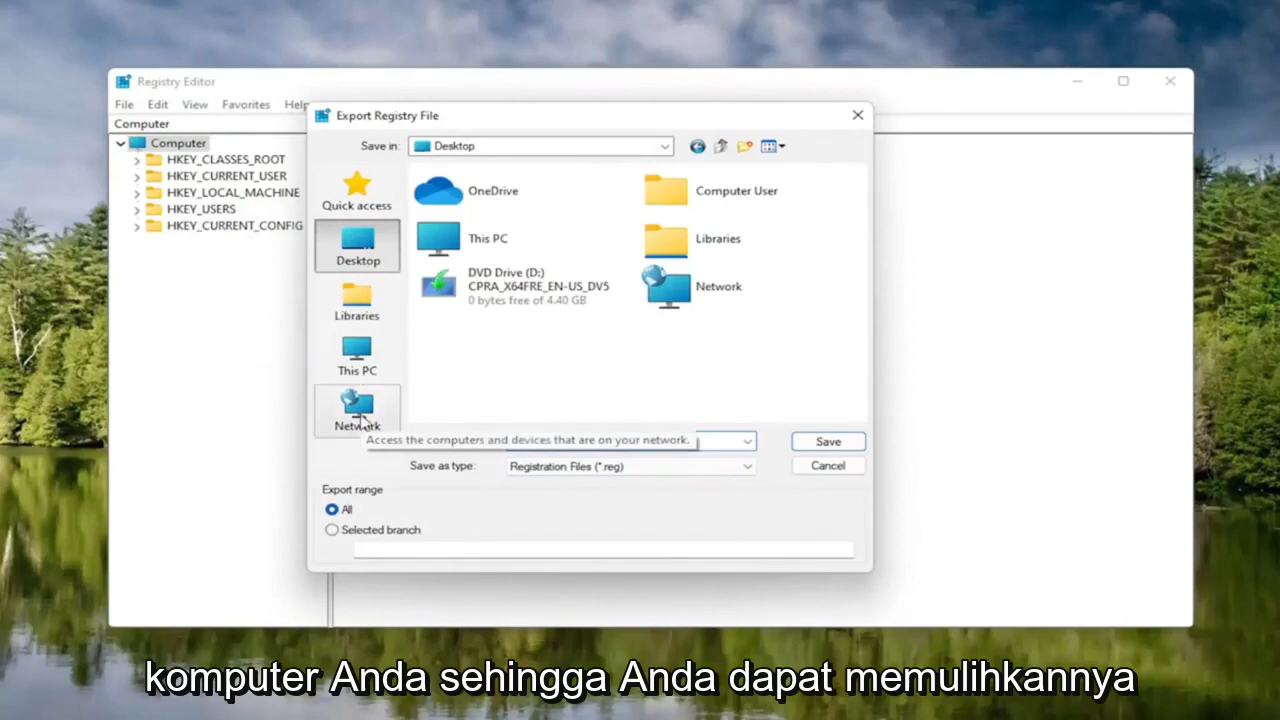 Registry Editor
File Edit View Favorites Help
Computer
Computer
HKEY_CLASSES_ROOT
HKEY_CURRENT_USER
HKEY_LOCAL_MACHINE
HKEY_USERS
HKEY_CURRENT_CONFIG
Export Registry File
Save in: Desktop
Quick access
Desktop
Libraries
This PC
Network
OneDrive
Computer User
This PC
Libraries
DVD Drive (D:)
CPRA_X64FRE_EN-US_DV5
0 bytes free of 4.40 GB
Network
Access the computers and devices that are on your network.
Save
Save as type: Registration Files (*.reg)
Cancel
Export range
All
Selected branch
komputer Anda sehingga Anda dapat memulihkannya